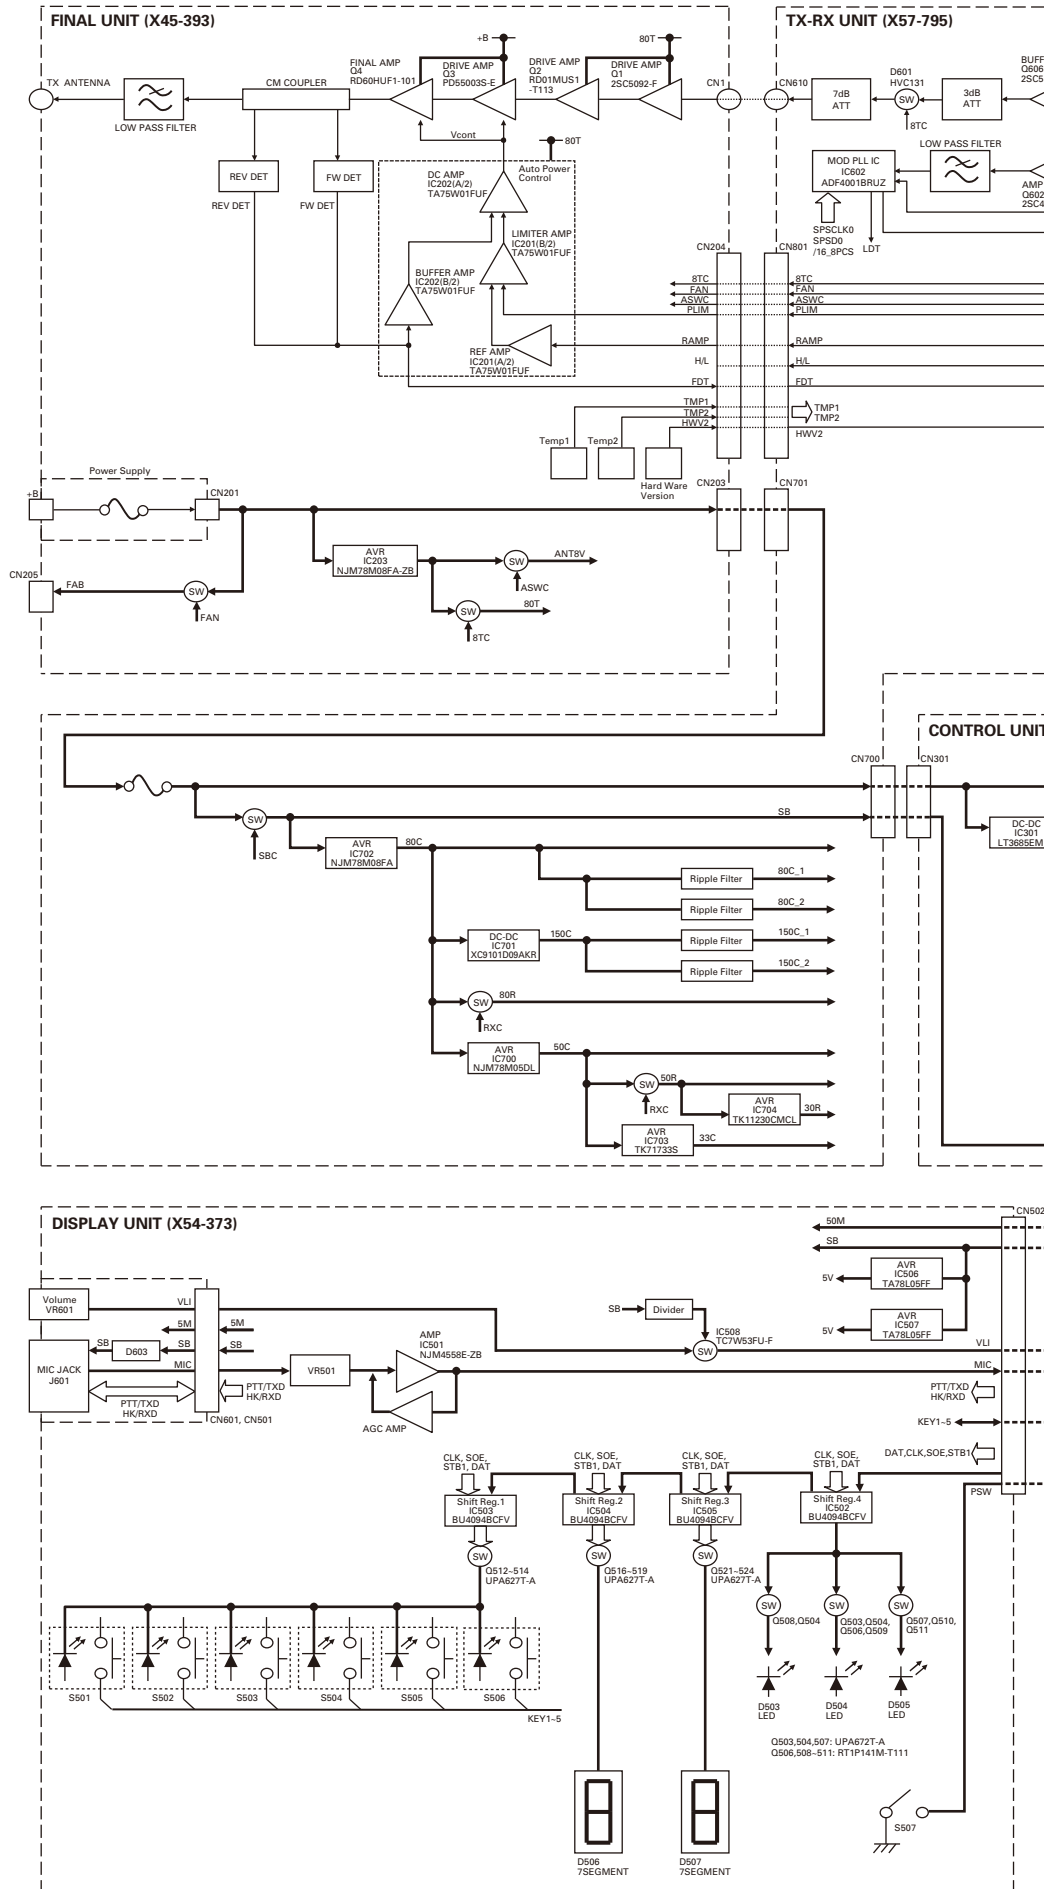 FINAL UNIT (X45-393)
TX-RX UNIT (X57-795)
+B
80T
FINAL AMP
Q4
RD60HUF1-101
DRIVE AMP
Q3
PD55003S-E
DRIVE AMP
Q2
RD01MUS1
-T113
DRIVE AMP
Q1
2SC5092-F
TX ANTENNA
CM COUPLER
CN1
CN610
7dB
ATT
D601
HVC131
SW
8TC
3dB
ATT
BUFF
Q606
2SC5
LOW PASS FILTER
Vcont
80T
REV DET
FW DET
REV DET
FW DET
Auto Power
Control
DC AMP
IC202(A/2)
TA75W01FUF
LIMITER AMP
IC201(B/2)
TA75W01FUF
BUFFER AMP
IC202(B/2)
TA75W01FUF
REF AMP
IC201(A/2)
TA75W01FUF
LOW PASS FILTER
MOD PLL IC
IC602
ADF4001BRUZ
AMP
Q602
2SC4
SPSCLK0
SPSD0
/16_8PCS
LDT
CN204
CN801
8TC
FAN
ASWC
PLIM
8TC
FAN
ASWC
PLIM
RAMP
RAMP
H/L
H/L
FDT
FDT
TMP1
TMP2
HWV2
TMP1
TMP2
HWV2
Temp1
Temp2
Hard Ware
Version
Power Supply
+B
CN201
CN203
CN701
AVR
IC203
NJM78M08FA-ZB
SW
ANT8V
ASWC
CN205
FAB
SW
FAN
SW
80T
8TC
CONTROL UNIT
CN700
CN301
SW
SB
SBC
DC-DC
IC301
LT3685EM
AVR
IC702
NJM78M08FA
80C
Ripple Filter
80C_1
Ripple Filter
80C_2
DC-DC
IC701
XC9101D09AKR
150C
Ripple Filter
150C_1
Ripple Filter
150C_2
SW
80R
RXC
AVR
IC700
NJM78M05DL
50C
SW
50R
RXC
AVR
IC704
TK11230CMCL
30R
AVR
IC703
TK71733S
33C
DISPLAY UNIT (X54-373)
CN502
50M
SB
AVR
IC506
TA78L05FF
5V
AVR
IC507
TA78L05FF
5V
Volume
VR601
VLI
5M
5M
SB
D603
SB
SB
MIC JACK
J601
MIC
PTT/TXD
HK/RXD
PTT/TXD
HK/RXD
CN601, CN501
VR501
AMP
IC501
NJM4558E-ZB
AGC AMP
SB
Divider
IC508
TC7W53FU-F
SW
VLI
MIC
PTT/TXD
HK/RXD
KEY1~5
DAT,CLK,SOE,STB1
PSW
CLK, SOE,
STB1, DAT
CLK, SOE,
STB1, DAT
CLK, SOE,
STB1, DAT
CLK, SOE,
STB1, DAT
Shift Reg.1
IC503
BU4094BCFV
Shift Reg.2
IC504
BU4094BCFV
Shift Reg.3
IC505
BU4094BCFV
Shift Reg.4
IC502
BU4094BCFV
SW
Q512~514
UPA627T-A
SW
Q516~519
UPA627T-A
SW
Q521~524
UPA627T-A
SW
Q508,Q504
SW
Q503,Q504,
Q506,Q509
SW
Q507,Q510,
Q511
S501
S502
S503
S504
S505
S506
KEY1~5
D503
LED
D504
LED
D505
LED
Q503,504,507: UPA672T-A
Q506,508~511: RT1P141M-T111
S507
D506
7SEGMENT
D507
7SEGMENT